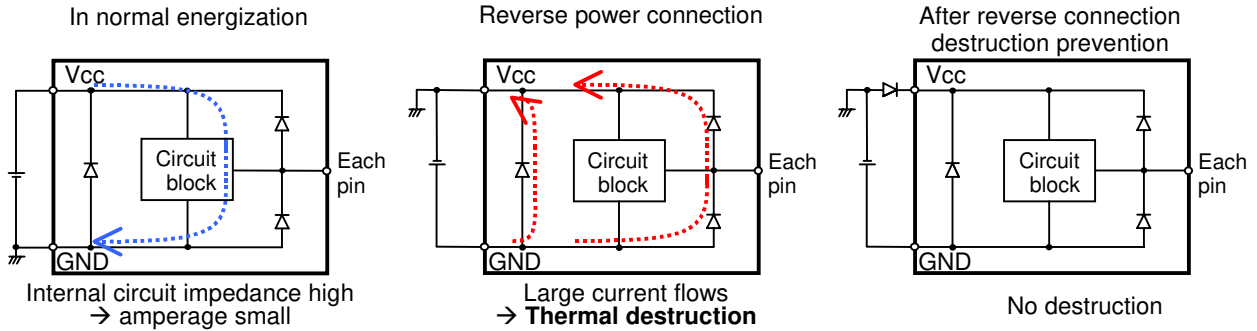 In normal energization
Vcc
Circuit
block
Each
pin
GND
Internal circuit impedance high
→ amperage small
Reverse power connection
Vcc
Circuit
block
Each
pin
GND
Large current flows
→ Thermal destruction
After reverse connection
destruction prevention
Vcc
Circuit
block
Each
pin
GND
No destruction